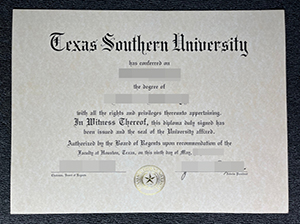 Texas Southern University
has conferred on
the degree of
with all the rights and privileges thereunto appertaining.
In Witness Thereof, this diploma duly signed has
been issued and the seal of the University affixed.
Authorized by the Board of Regents upon recommendation of the
Faculty at Houston, Texas, on this ninth day of May,